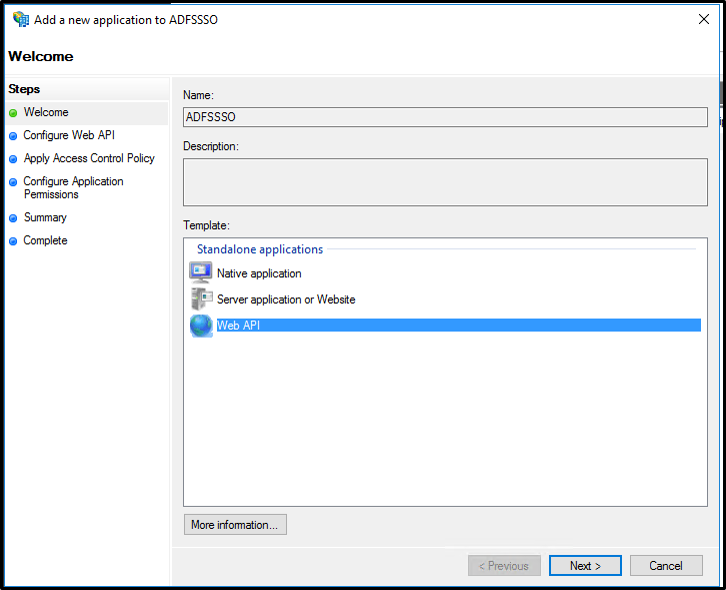 Add a new application to ADFSSSO
Welcome
Steps
Welcome
Configure Web API
Apply Access Control Policy
Configure Application
Permissions
Summary
Complete
Name:
ADFSSSO
Description:
Template:
Standalone applications
Native application
Server application or Website
Web API
More information...
< Previous
Next >
Cancel